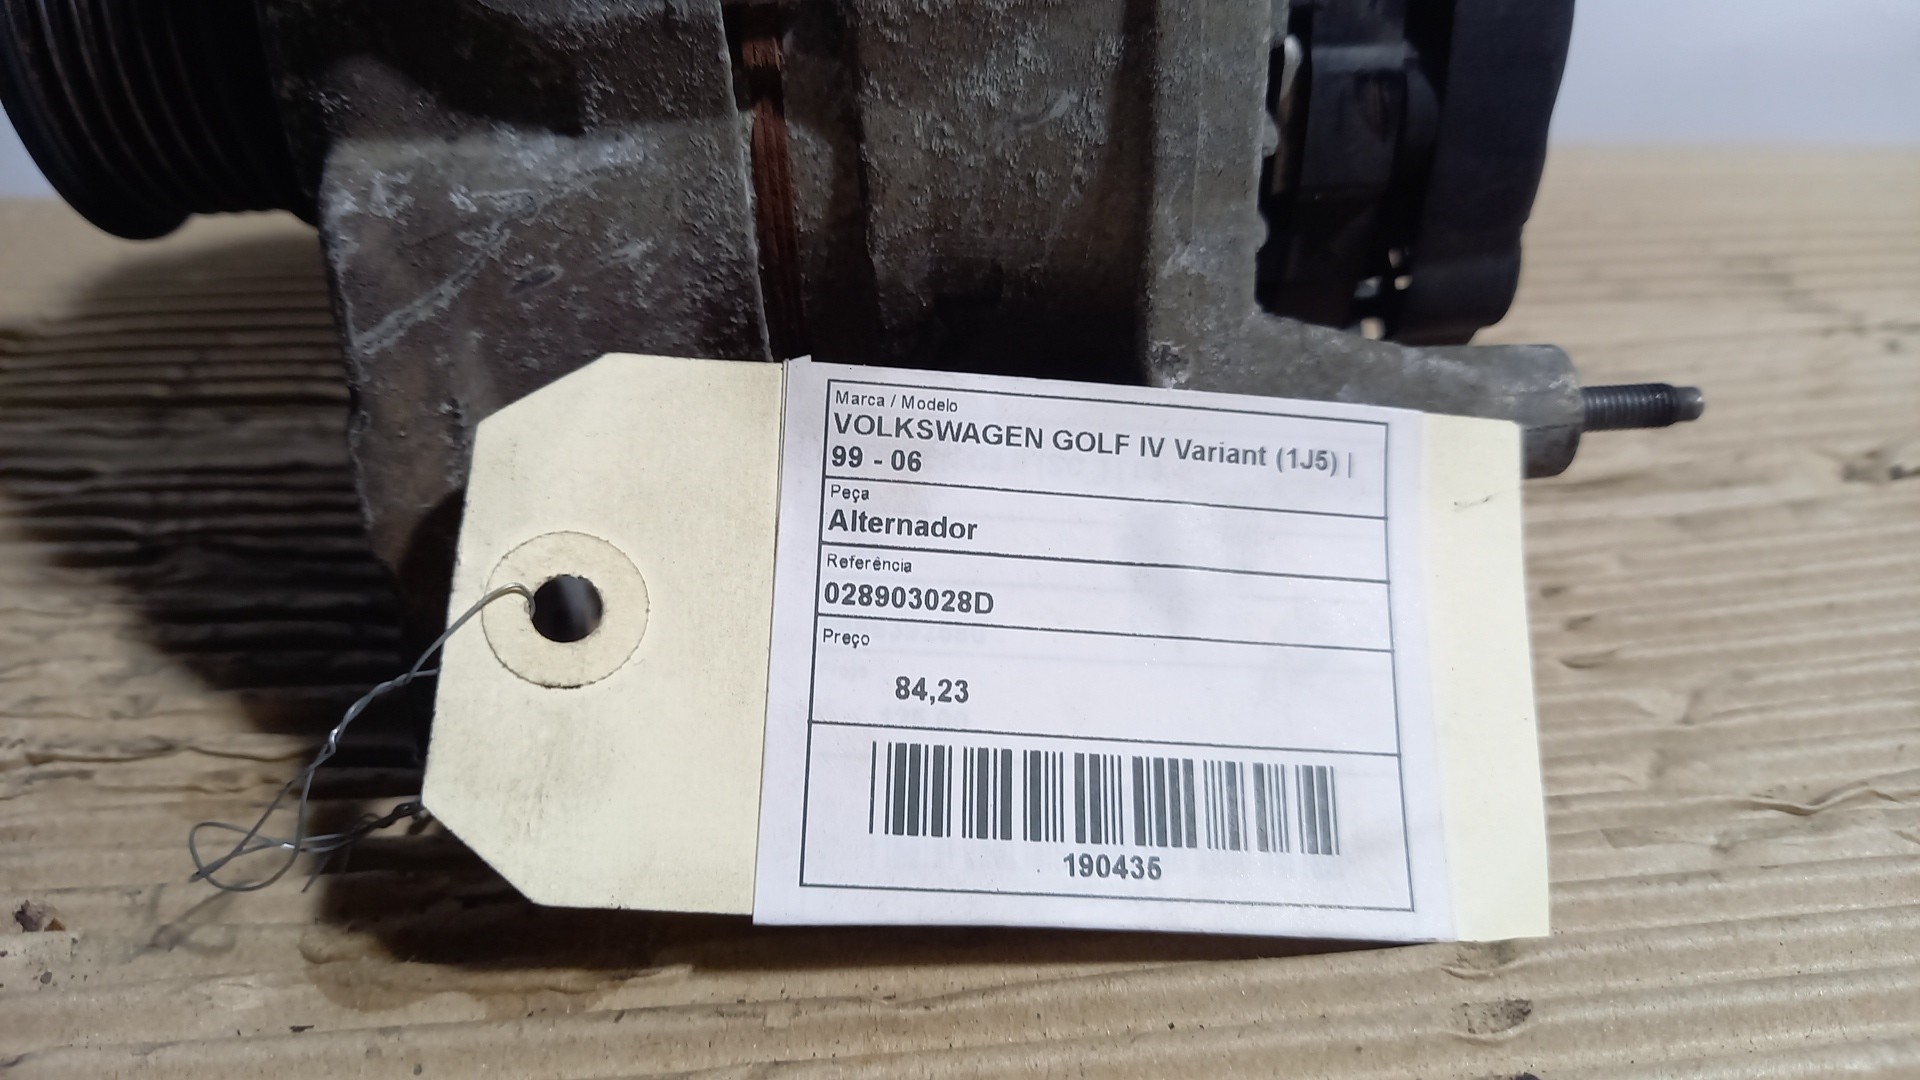 Marca / Modelo
VOLKSWAGEN GOLF IV Variant (1J5) |
99 - 06
Peça
Alternador
Referência
028903028D
Preço
84,23
190435